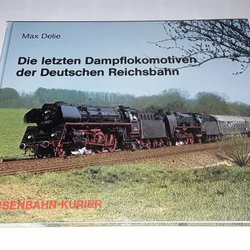 Max Delie
Die letzten Dampflokomotiven
der Deutschen Reichsbahn
EISENBAHN-KURIER